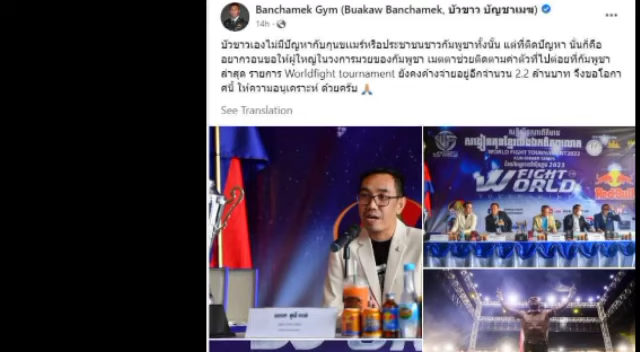 Banchamek Gym (Buakaw Banchamek, บัวขาว บัญชาเมฆ)
14h ·
บัวขาวเองไม่มีปัญหากับกุนขแมร์หรือประชาชนชาวกัมพูชาทั้งนั้น แต่ที่ติดปัญหา นั่นก็คือ
อยากวอนขอให้ผู้ใหญ่ในวงการมวยของกัมพูชา เมตตาช่วยติดตามค่าตัวที่ไปต่อยที่กัมพูชา
ล่าสุด รายการ Worldfight tournament ยังคงค้างจ่ายอยู่อีกจำนวน 2.2 ล้านบาท จึงขอโอกา
ศนี้ ให้ความอนุเคราะห์ ด้วยครับ 🙏
See Translation
WORLD FIGHT TOURNAMENT 2023
FIGHT
WORLD
Red Bull